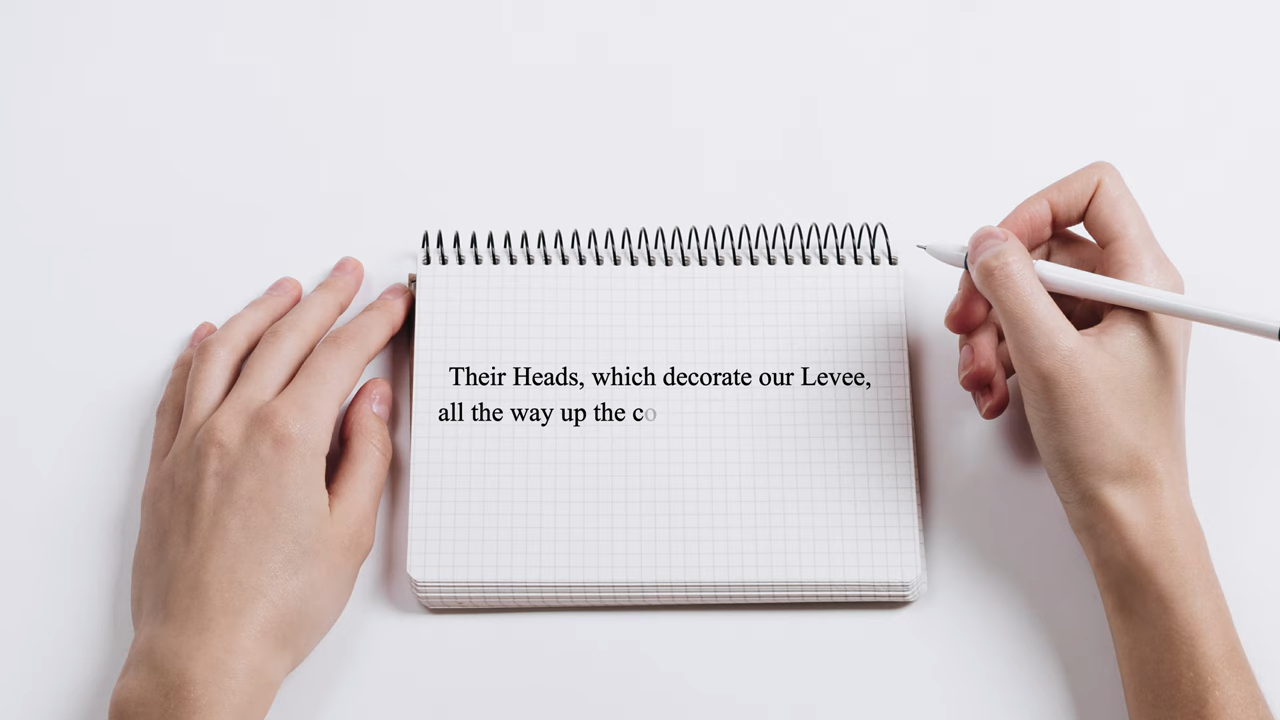 Their Heads, which decorate our Levee,
all the way up the co